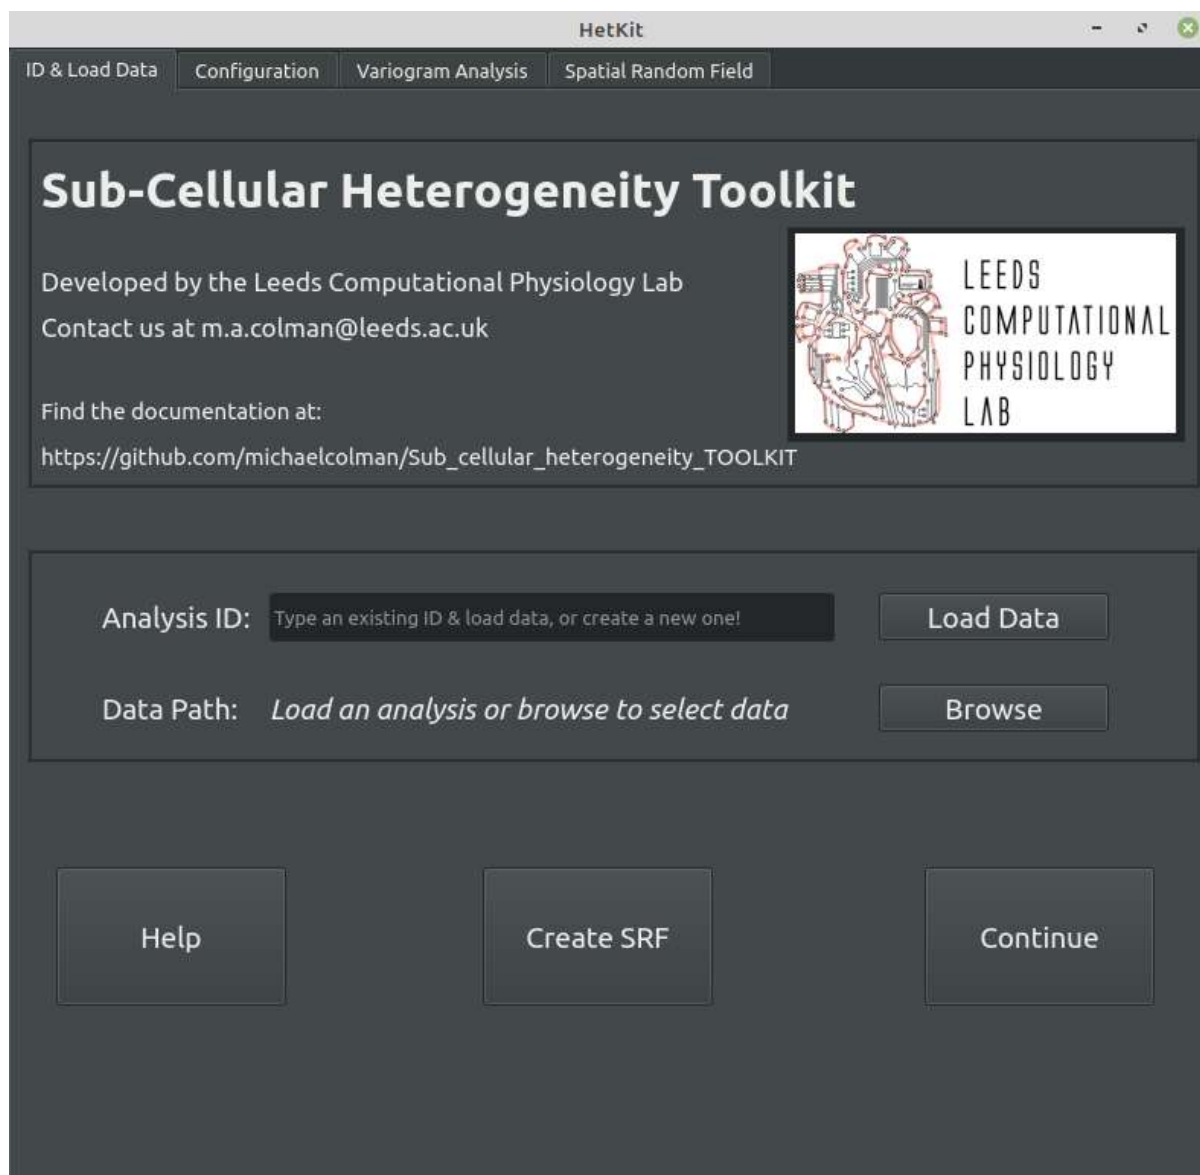 HetKit
ID & Load Data Configuration Variogram Analysis Spatial Random Field
Sub-Cellular Heterogeneity Toolkit
Developed by the Leeds Computational Physiology Lab
Contact us at m.a.colman@leeds.ac.uk
Find the documentation at:
https://github.com/michaelcolman/Sub_cellular_heterogeneity_TOOLKIT
LEEDS
COMPUTATIONAL
PHYSIOLOGY
LAB
Analysis ID: Type an existing ID & load data, or create a new one! Load Data
Data Path: Load an analysis or browse to select data Browse
Help Create SRF Continue